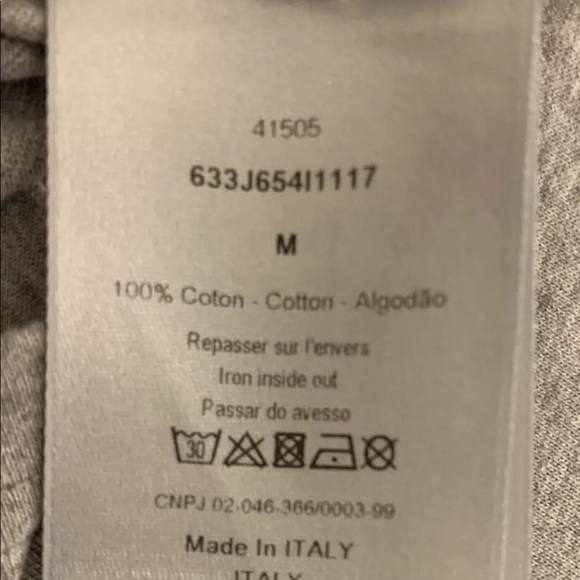 41505
633J654I1117
M
100% Coton - Cotton - Algodão
Repasser sur l'envers
Iron inside out
Passar do avesso
30
CNPJ 02-046-366/0003-99
Made In ITALY
ITALY